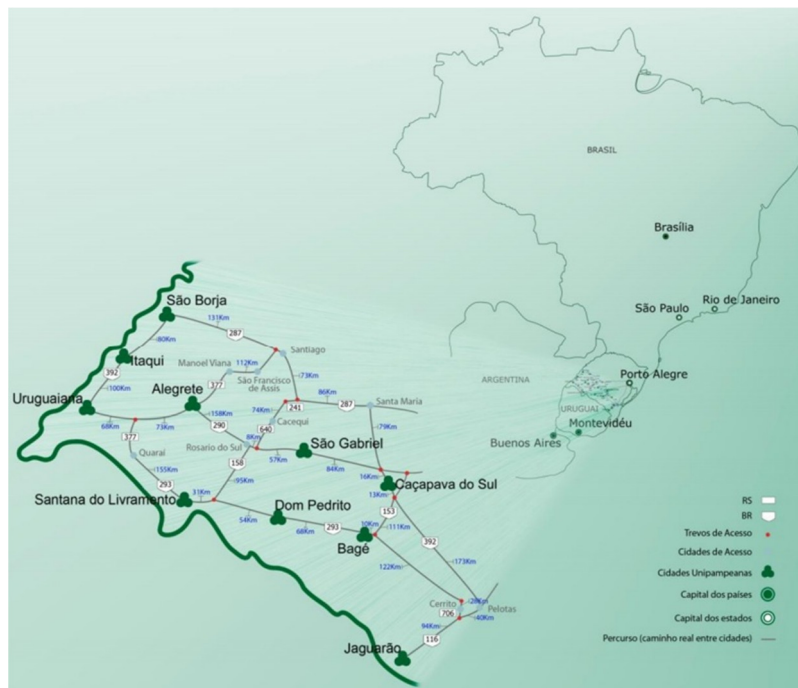 BRASIL
Brasília
São Paulo
Rio de Janeiro
Porto Alegre
ARGENTINA
URUGUAI
Montevidéu
Buenos Aires
São Borja
131Km
287
80Km
Itaqui
Manoel Viana
112Km
Santiago
São Francisco
de Assis
392
100Km
377
73Km
Uruguaiana
Alegrete
86Km
287
Santa Maria
74Km
241
158Km
68Km
73Km
290
Cacequi
640
79Km
377
Rosario do Sul
8Km
São Gabriel
57Km
84Km
Quaraí
158
155Km
95Km
16Km
Caçapava do Sul
293
13Km
Santana do Livramento
31Km
Dom Pedrito
153
54Km
68Km
293
10Km
111Km
Bagé
392
122Km
173Km
Cerrito
28Km
Pelotas
706
94Km
40Km
116
Jaguarão
RS
BR
Trevos de Acesso
Cidades de Acesso
Cidades Unipampeanas
Capital dos países
Capital dos estados
Percurso (caminho real entre cidades)